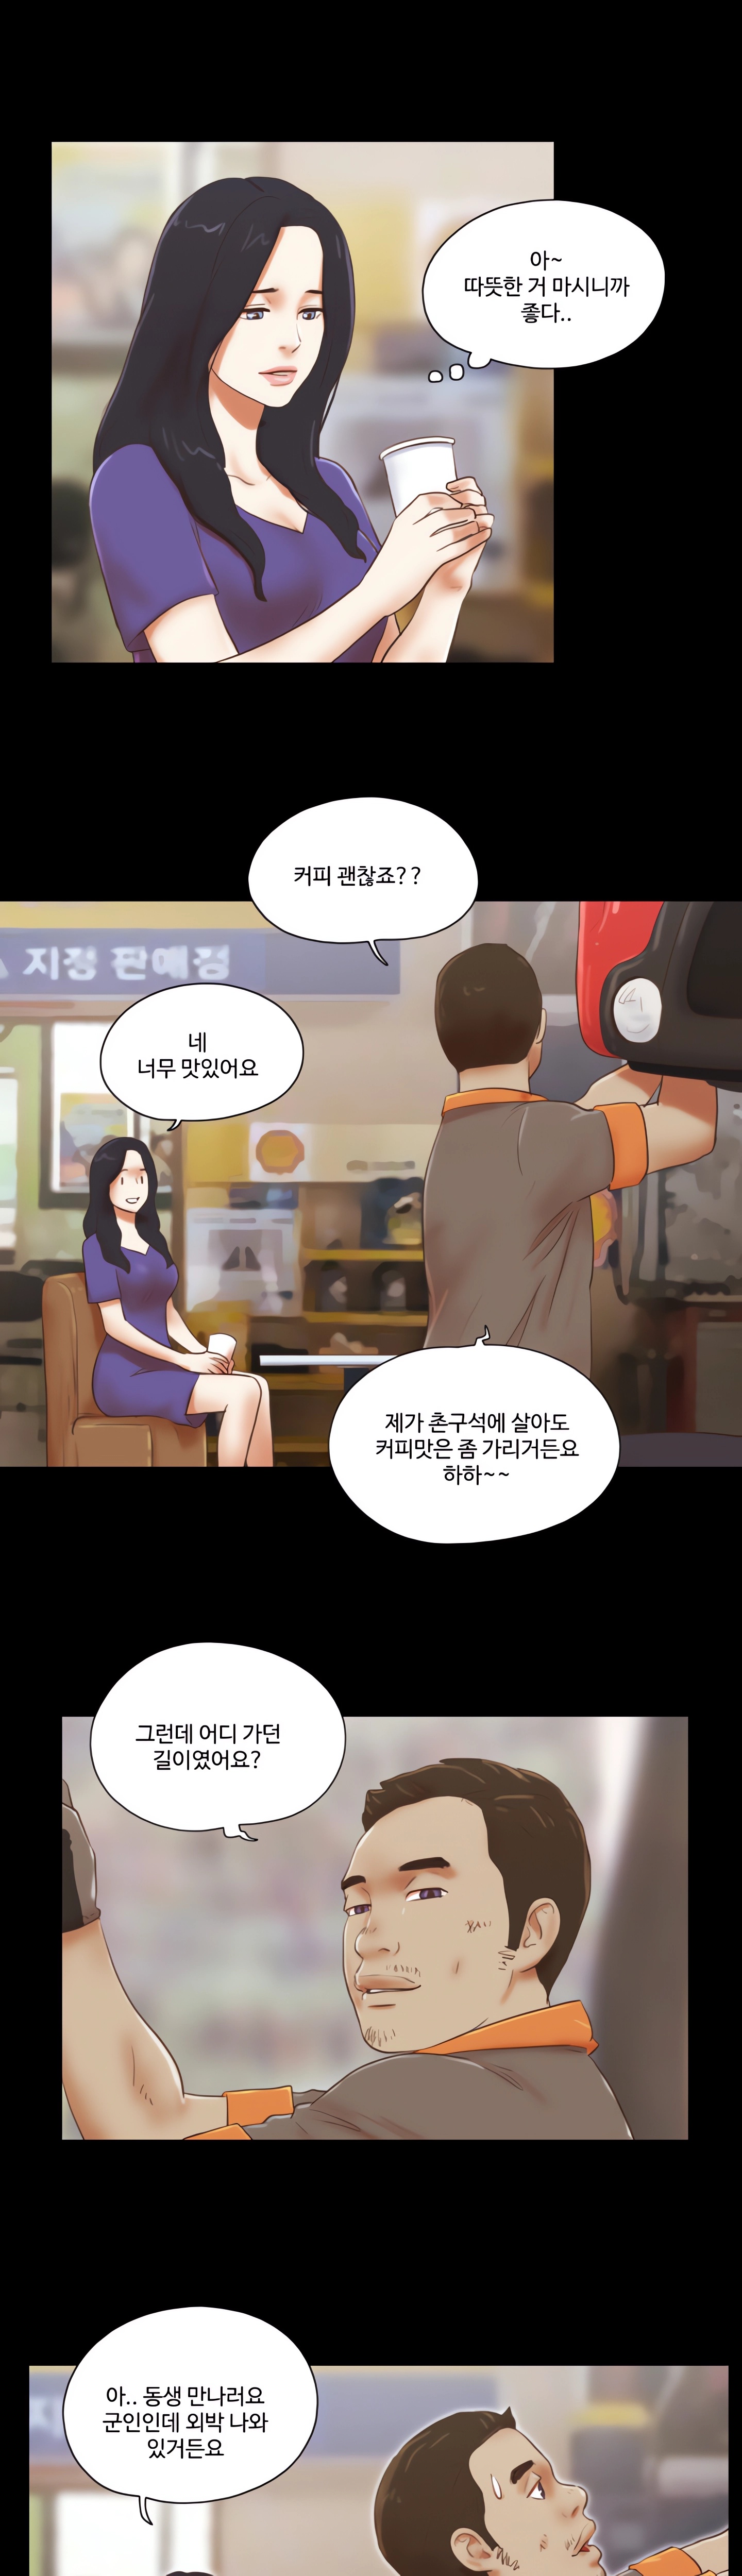 아~
따뜻한 거 마시니까
좋다..
커피 괜찮죠??
지정 판매점
네
너무 맛있어요
제가 촌구석에 살아도
커피맛은 좀 가리거든요
하하~~
그런데 어디 가던
길이였어요?
아.. 동생 만나러요
군인인데 외박 나와
있거든요